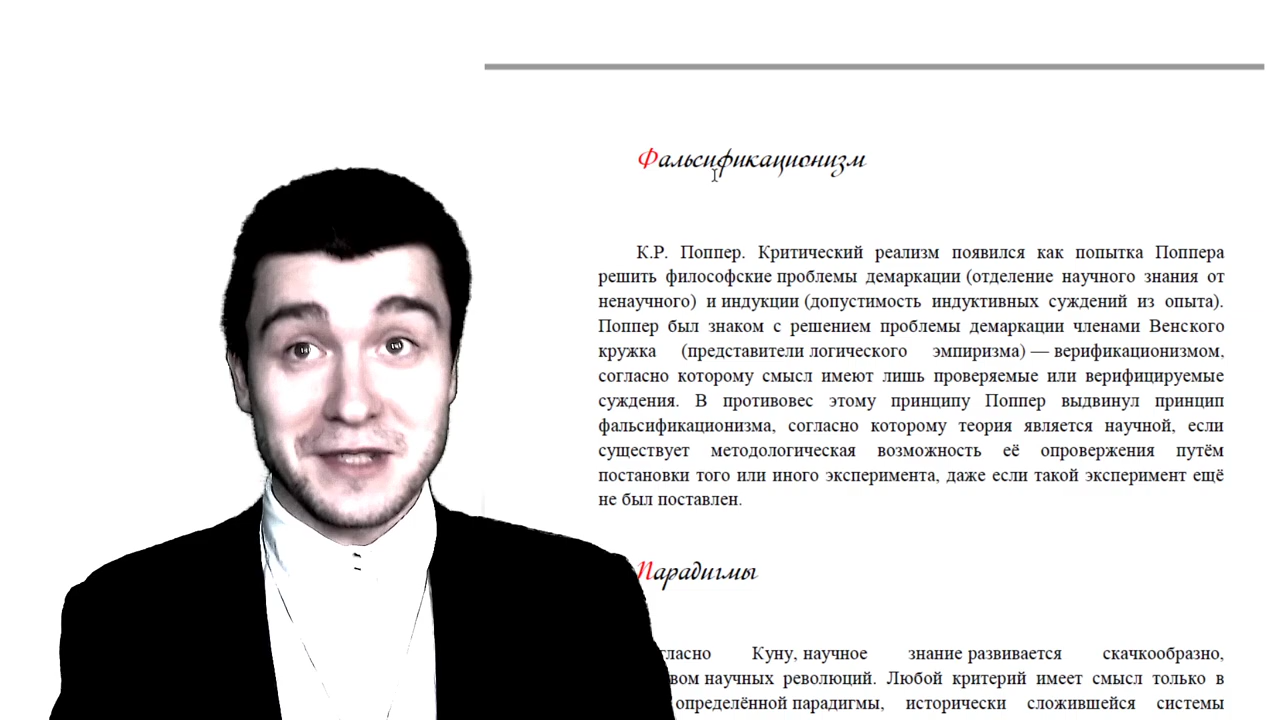 Фальсификационизм
К.Р. Поппер. Критический реализм появился как попытка Поппера
решить философские проблемы демаркации (отделение научного знания от
ненаучного) и индукции (допустимость индуктивных суждений из опыта).
Поппер был знаком с решением проблемы демаркации членами Венского
кружка (представители логического эмпиризма) — верификационизмом,
согласно которому смысл имеют лишь проверяемые или верифицируемые
суждения. В противовес этому принципу Поппер выдвинул принцип
фальсификационизма, согласно которому теория является научной, если
существует методологическая возможность её опровержения путём
постановки того или иного эксперимента, даже если такой эксперимент ещё
не был поставлен.
Парадигмы
Куну, научное знание развивается скачкообразно,
научных революций. Любой критерий имеет смысл только в
определённой парадигмы, исторически сложившейся системы